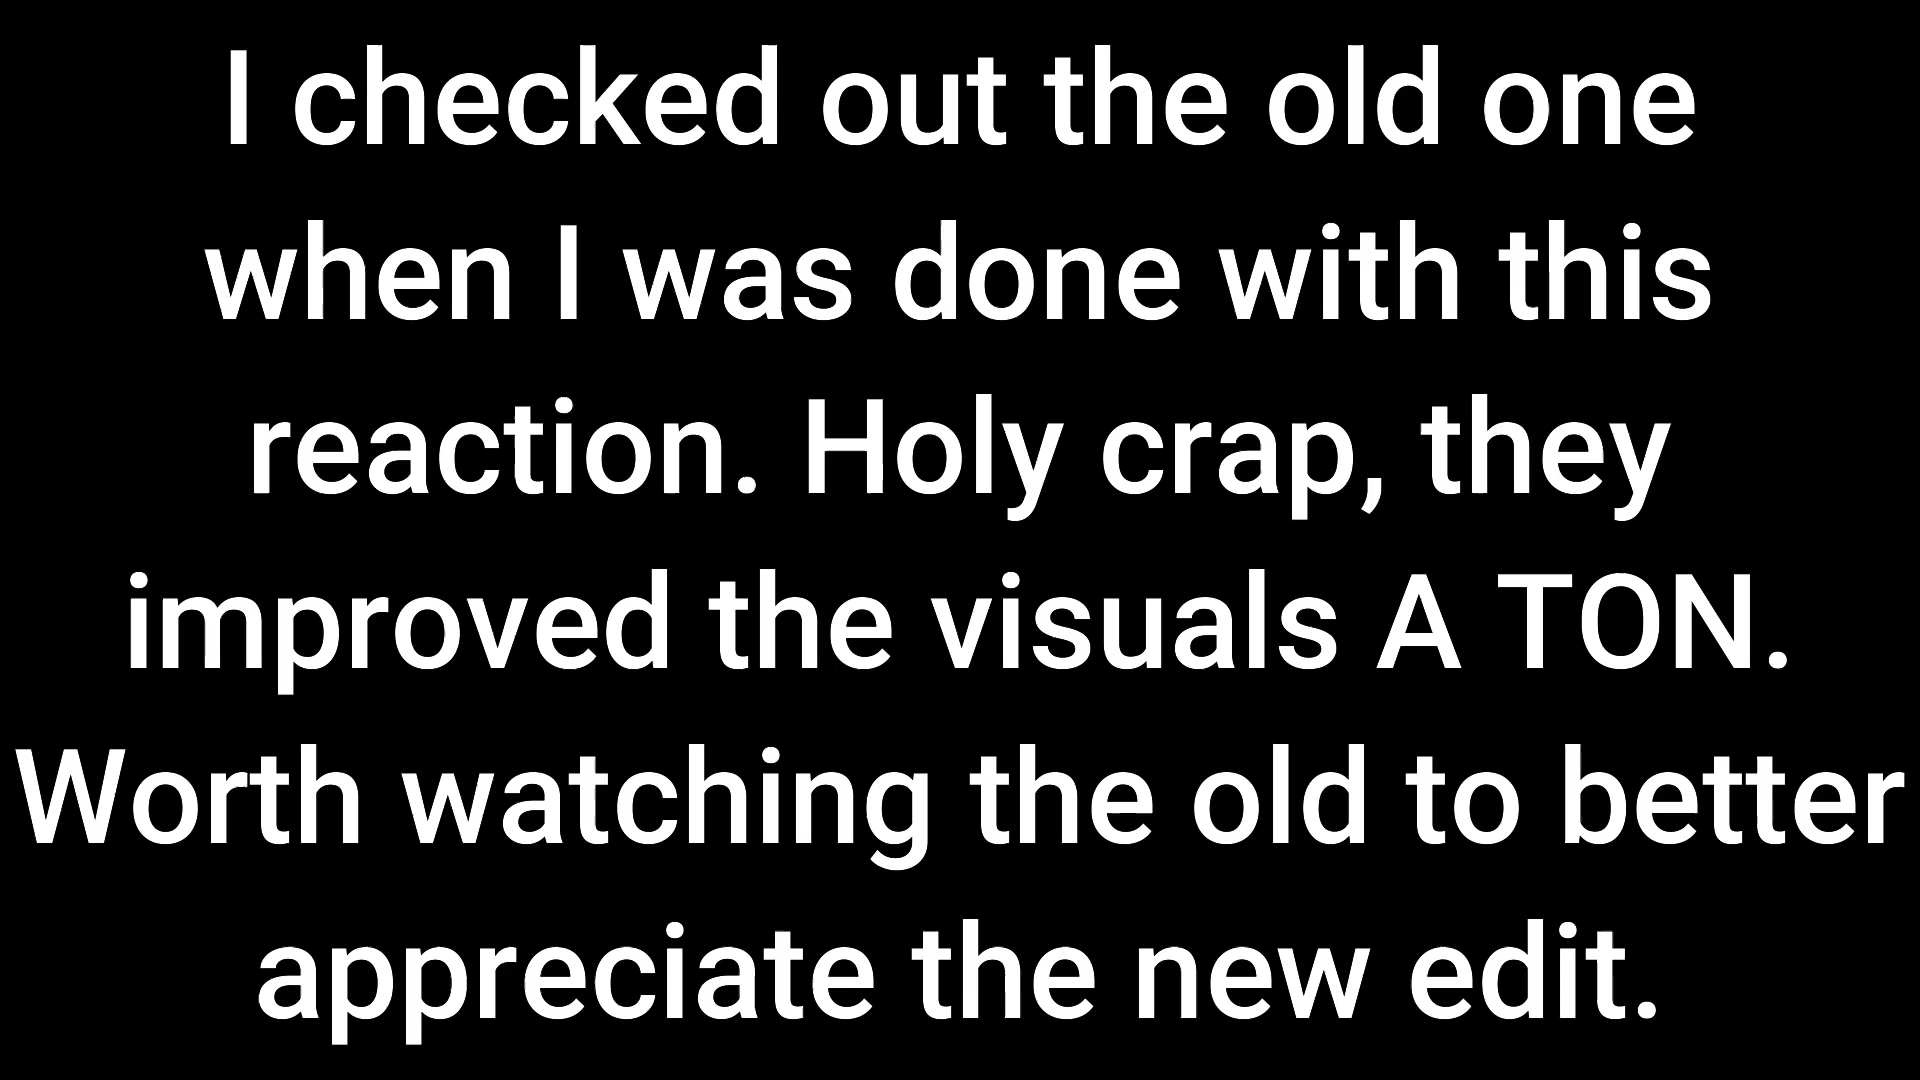 I checked out the old one
when I was done with this
reaction. Holy crap, they
improved the visuals A TON.
Worth watching the old to better
appreciate the new edit.